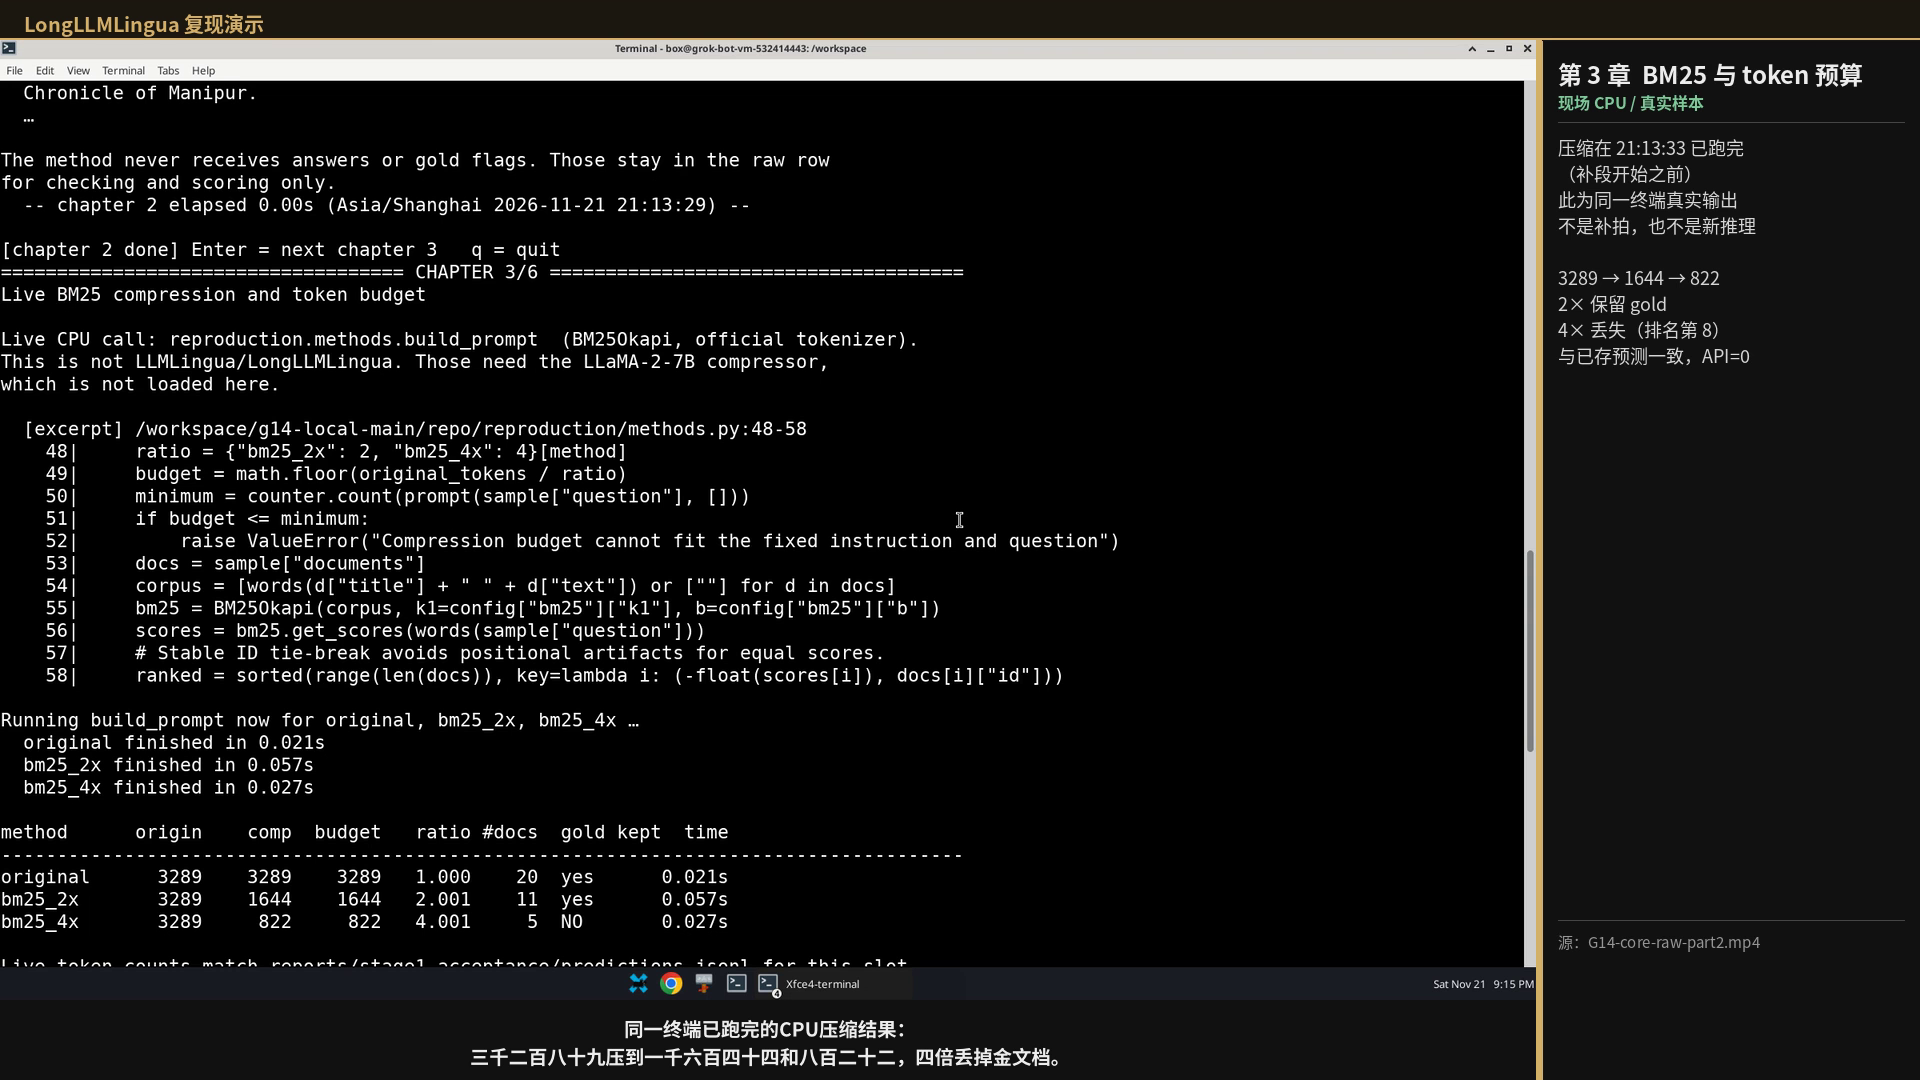 LongLLMLingua 复现演示
Terminal - box@grok-bot-vm-532414443: /workspace
File Edit View Terminal Tabs Help
Chronicle of Manipur.
…
The method never receives answers or gold flags. Those stay in the raw row
for checking and scoring only.
-- chapter 2 elapsed 0.00s (Asia/Shanghai 2026-11-21 21:13:29) --
[chapter 2 done] Enter = next chapter 3   q = quit
==================================== CHAPTER 3/6 =====================================
Live BM25 compression and token budget
Live CPU call: reproduction.methods.build_prompt  (BM25Okapi, official tokenizer).
This is not LLMLingua/LongLLMLingua. Those need the LLaMA-2-7B compressor,
which is not loaded here.
[excerpt] /workspace/g14-local-main/repo/reproduction/methods.py:48-58
48|     ratio = {"bm25_2x": 2, "bm25_4x": 4}[method]
49|     budget = math.floor(original_tokens / ratio)
50|     minimum = counter.count(prompt(sample["question"], []))
51|     if budget <= minimum:
52|         raise ValueError("Compression budget cannot fit the fixed instruction and question")
53|     docs = sample["documents"]
54|     corpus = [words(d["title"] + " " + d["text"]) or [""] for d in docs]
55|     bm25 = BM25Okapi(corpus, k1=config["bm25"]["k1"], b=config["bm25"]["b"])
56|     scores = bm25.get_scores(words(sample["question"]))
57|     # Stable ID tie-break avoids positional artifacts for equal scores.
58|     ranked = sorted(range(len(docs)), key=lambda i: (-float(scores[i]), docs[i]["id"]))
Running build_prompt now for original, bm25_2x, bm25_4x …
original finished in 0.021s
bm25_2x finished in 0.057s
bm25_4x finished in 0.027s
method      origin    comp  budget   ratio #docs  gold kept  time
--------------------------------------------------------------------------------------
original      3289    3289    3289   1.000    20  yes      0.021s
bm25_2x       3289    1644    1644   2.001    11  yes      0.057s
bm25_4x       3289     822     822   4.001     5  NO       0.027s
Live token counts match reports/stage1_acceptance/predictions.jsonl for this slot
Xfce4-terminal
Sat Nov 21 9:15 PM
第 3 章 BM25 与 token 预算
现场 CPU / 真实样本
压缩在 21:13:33 已跑完
（补段开始之前）
此为同一终端真实输出
不是补拍，也不是新推理
3289 → 1644 → 822
2× 保留 gold
4× 丢失（排名第 8）
与已存预测一致，API=0
源：G14-core-raw-part2.mp4
同一终端已跑完的CPU压缩结果：
三千二百八十九压到一千六百四十四和八百二十二，四倍丢掉金文档。